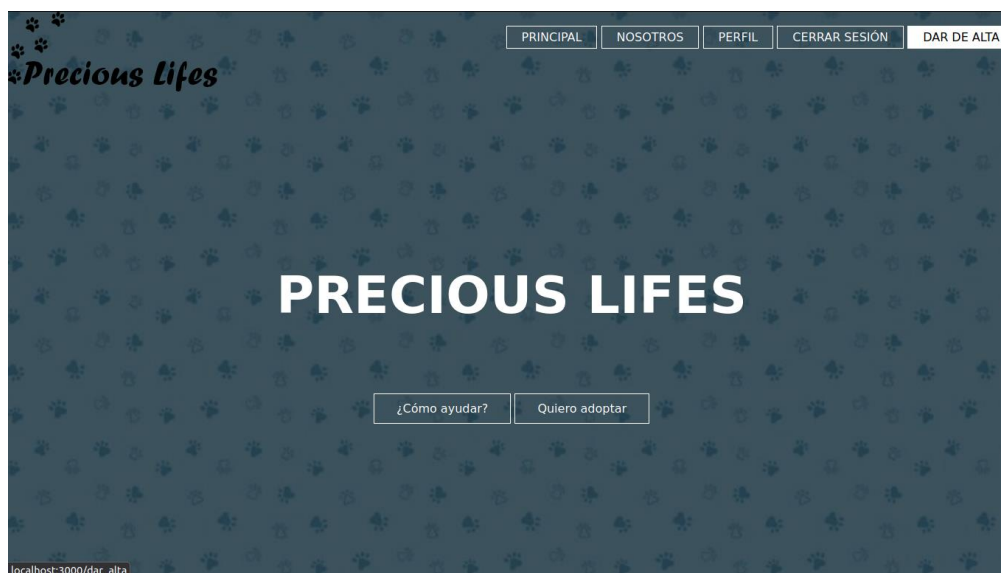 PRINCIPAL NOSOTROS PERFIL CERRAR SESIÓN DAR DE ALTA
Precious Lifes
PRECIOUS LIFES
¿Cómo ayudar? Quiero adoptar
localhost:3000/dar_alta